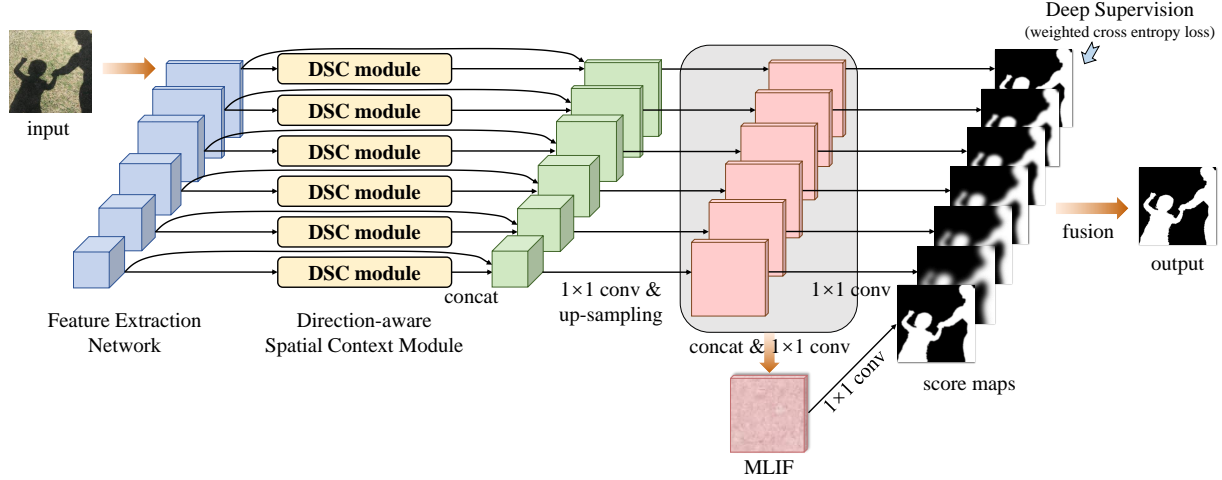 Deep Supervision
(weighted cross entropy loss)
input
DSC module
DSC module
DSC module
DSC module
DSC module
DSC module
concat
1×1 conv &
up-sampling
1×1 conv
fusion
output
Feature Extraction
Network
Direction-aware
Spatial Context Module
concat & 1×1 conv
1×1 conv
score maps
MLIF